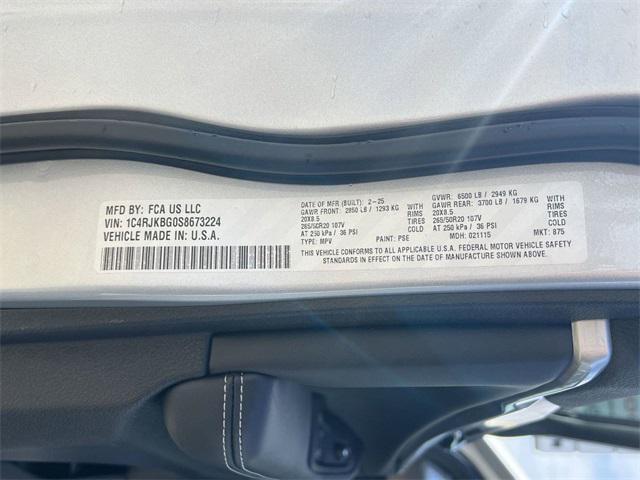 MFD BY: FCA US LLC
VIN: 1C4RJKBG0S8673224
VEHICLE MADE IN: U.S.A.
DATE OF MFR (BUILT): 2-25
GAWR FRONT: 2850 LB / 1293 KG
WITH
20X8.5
RIMS
265/50R20 107V
TIRES
AT 250 kPa / 36 PSI
COLD
TYPE: MPV
PAINT: PSE
GVWR: 6500 LB / 2949 KG
GAWR REAR: 3700 LB / 1679 KG
WITH
20X8.5
RIMS
265/50R20 107V
TIRES
AT 250 kPa / 36 PSI
COLD
MDH: 021115
MKT: 875
THIS VEHICLE CONFORMS TO ALL APPLICABLE U.S.A. FEDERAL MOTOR VEHICLE SAFETY
STANDARDS IN EFFECT ON THE DATE OF MANUFACTURE SHOWN ABOVE.